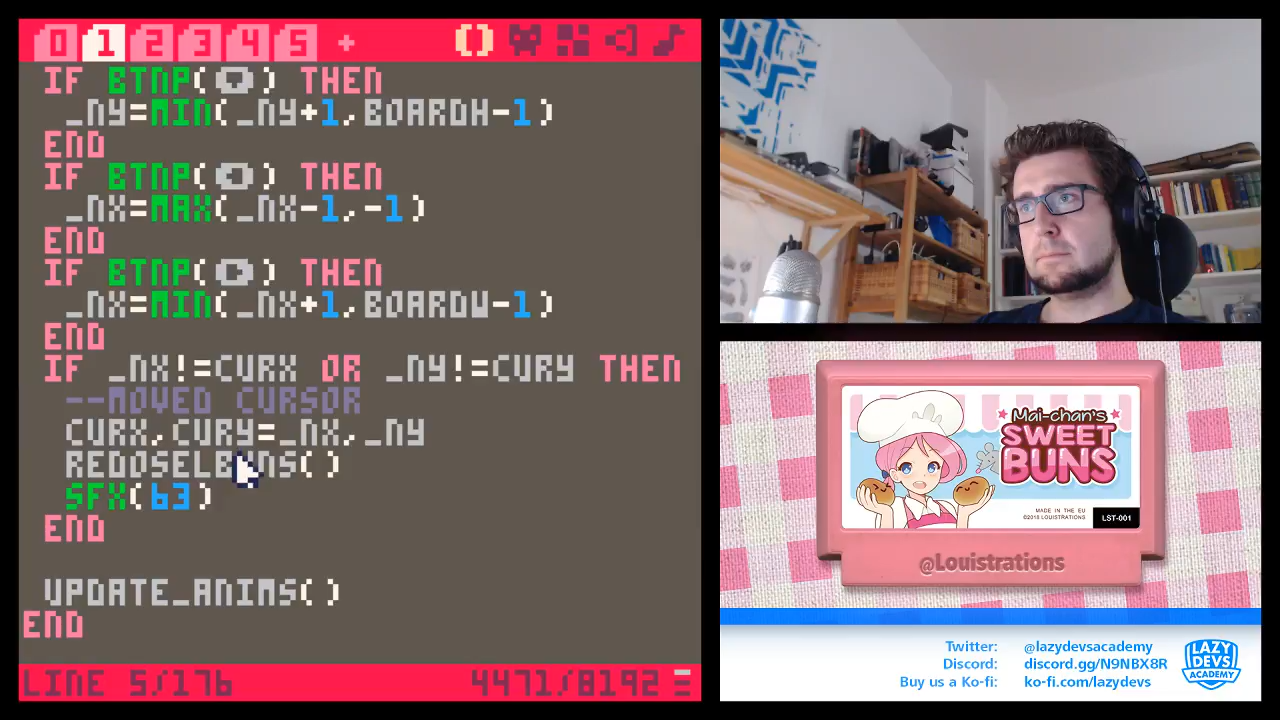 0 1 2 3 4 5 +
IF BTNP(⬇) THEN
_NY=MIN(_NY+1,BOARDH-1)
END
IF BTNP(⬅) THEN
_NX=MAX(_NX-1,-1)
END
IF BTNP(➡) THEN
_NX=MIN(_NX+1,BOARDW-1)
END
IF _NX!=CURX OR _NY!=CURY THEN
--MOVED CURSOR
CURX,CURY=_NX,_NY
REDOSELBUNS()
SFX(63)
END
UPDATE_ANIMS()
END
LINE 5/176 4471/8192
Mai-chan's
SWEET
BUNS
MADE IN THE EU
©2018 LOUISTRATIONS
LST-001
@Louistrations
Twitter: @lazydevsacademy
Discord: discord.gg/N9NBX8R
Buy us a Ko-fi: ko-fi.com/lazydevs
LAZY
DEVS
ACADEMY